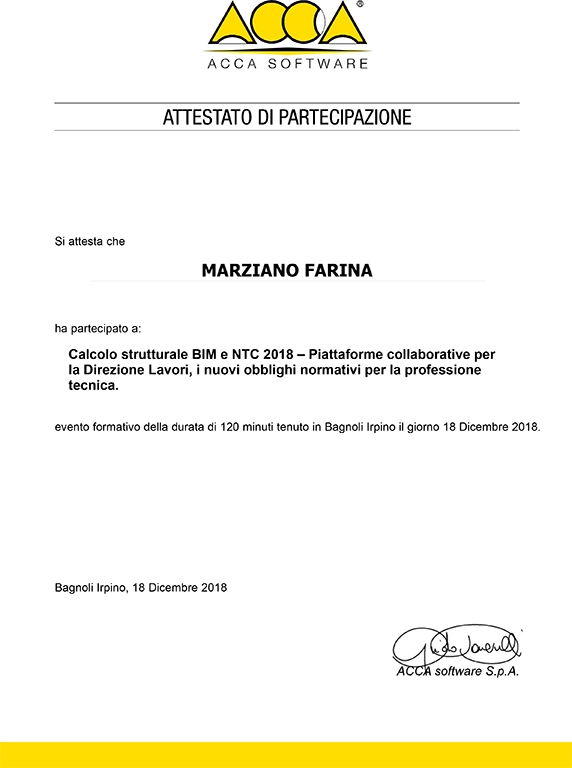 ACCA®
ACCA SOFTWARE
ATTESTATO DI PARTECIPAZIONE
Si attesta che
MARZIANO FARINA
ha partecipato a:
Calcolo strutturale BIM e NTC 2018 – Piattaforme collaborative per
la Direzione Lavori, i nuovi obblighi normativi per la professione
tecnica.
evento formativo della durata di 120 minuti tenuto in Bagnoli Irpino il giorno 18 Dicembre 2018.
Bagnoli Irpino, 18 Dicembre 2018
ACCA software S.p.A.